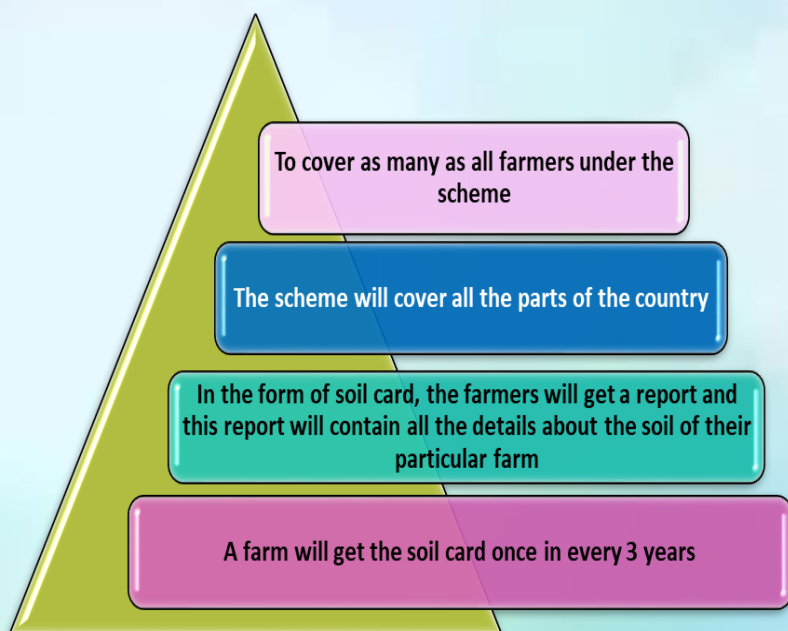 To cover as many as all farmers under the
scheme
The scheme will cover all the parts of the country
In the form of soil card, the farmers will get a report and
this report will contain all the details about the soil of their
particular farm
A farm will get the soil card once in every 3 years